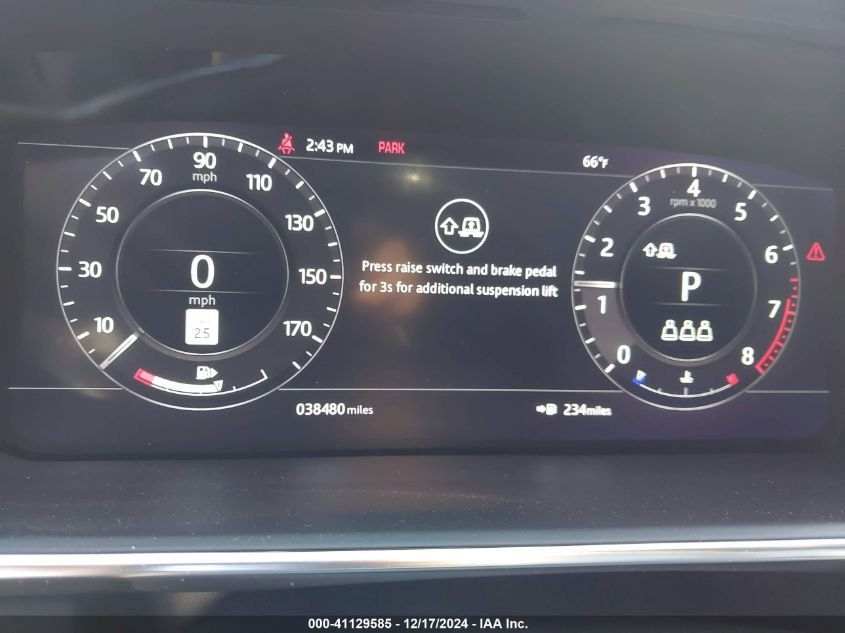 2:43 PM PARK 66°F
90
mph
70 110
50 130
30 150
10 170
0
mph
25
Press raise switch and brake pedal
for 3s for additional suspension lift
4
rpm x 1000
3 5
2 6
1 7
0 8
P
038480 miles
234 miles
000-41129585 - 12/17/2024 - IAA Inc.